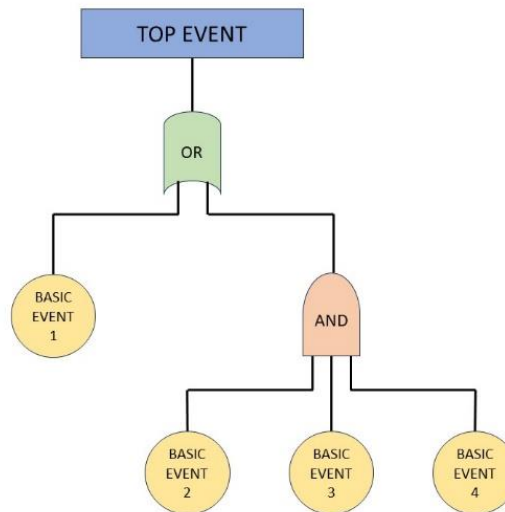 TOP EVENT
OR
BASIC
EVENT
1
AND
BASIC
EVENT
2
BASIC
EVENT
3
BASIC
EVENT
4